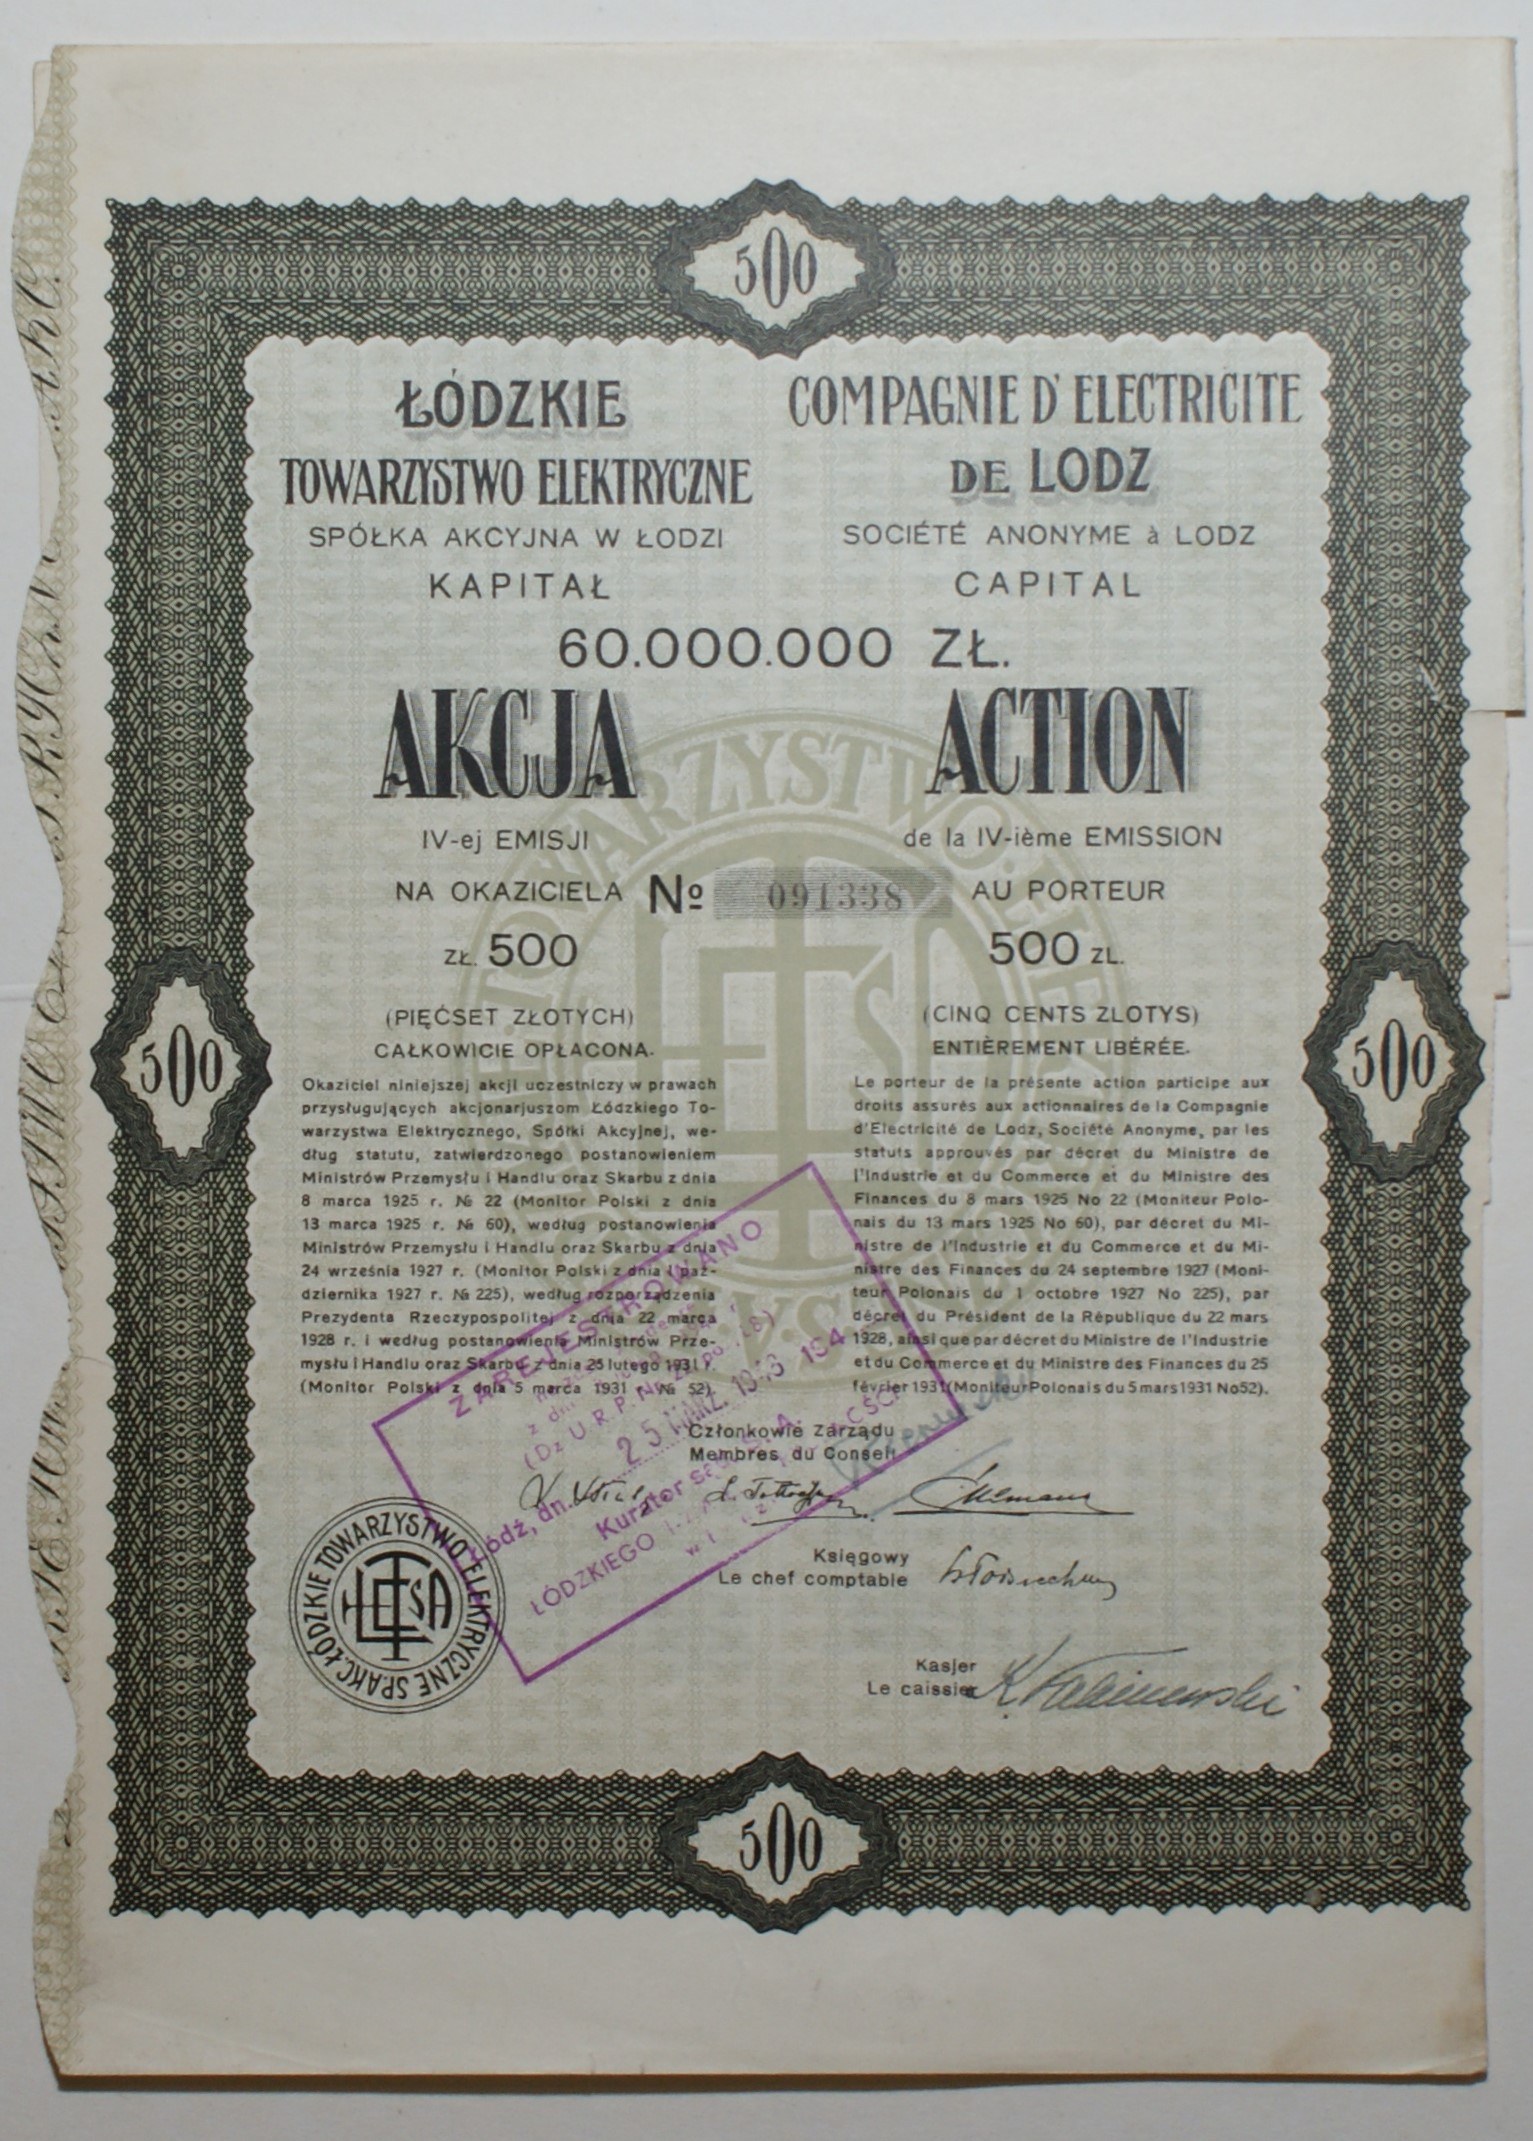 500
ŁÓDZKIE
TOWARZYSTWO ELEKTRYCZNE
SPÓŁKA AKCYJNA W ŁODZI
KAPITAŁ
COMPAGNIE D'ELECTRICITE
DE LODZ
SOCIÉTÉ ANONYME à LODZ
CAPITAL
60.000.000 ZŁ.
AKCJA
IV-ej EMISJI
NA OKAZICIELA
ACTION
de la IV-ième EMISSION
No 091338
AU PORTEUR
ZŁ. 500
500 ZL.
(PIĘĆSET ZŁOTYCH)
CAŁKOWICIE OPŁACONA.
(CINQ CENTS ZLOTYS)
ENTIÈREMENT LIBÉRÉE.
500
500
Okaziciel niniejszej akcji uczestniczy w prawach
przysługujących akcjonarjuszom Łódzkiego To-
warzystwa Elektrycznego, Spółki Akcyjnej, we-
dług statutu, zatwierdzonego postanowieniem
Ministrów Przemysłu i Handlu oraz Skarbu z dnia
8 marca 1925 r. № 22 (Monitor Polski z dnia
13 marca 1925 r. № 60), według postanowienia
Ministrów Przemysłu i Handlu oraz Skarbu z dnia
24 września 1927 r. (Monitor Polski z dnia 1 paź-
dziernika 1927 r. № 225), według rozporządzenia
Prezydenta Rzeczypospolitej z dnia 22 marca
1928 r. i według postanowienia Ministrów Prze-
mysłu i Handlu oraz Skarbu z dnia 25 lutego 1931 r.
(Monitor Polski z dnia 5 marca 1931 r. № 52).
Le porteur de la présente action participe aux
droits assurés aux actionnaires de la Compagnie
d'Electricité de Lodz, Société Anonyme, par les
statuts approuvés par décret du Ministre de
l'Industrie et du Commerce et du Ministre des
Finances du 8 mars 1925 No 22 (Moniteur Polo-
nais du 13 mars 1925 No 60), par décret du Mi-
nistre de l'Industrie et du Commerce et du Mi-
nistre des Finances du 24 septembre 1927 (Moni-
teur Polonais du 1 octobre 1927 No 225), par
décret du Président de la République du 22 mars
1928, ainsi que par décret du Ministre de l'Industrie
et du Commerce et du Ministre des Finances du 25
février 1931 (Moniteur Polonais du 5 mars 1931 No 52).
ZAREJESTROWANO
25 MARZ. 1946
Łódź, dn.
Kurator
ŁÓDZKIEGO
Członkowie Zarządu
Membres du Conseil
Księgowy
Le chef comptable
Kasjer
Le caissier
K. Kalinowski
ŁÓDZKIE TOWARZYSTWO ELEKTRYCZNE SP. AKC.
ŁTESA
500